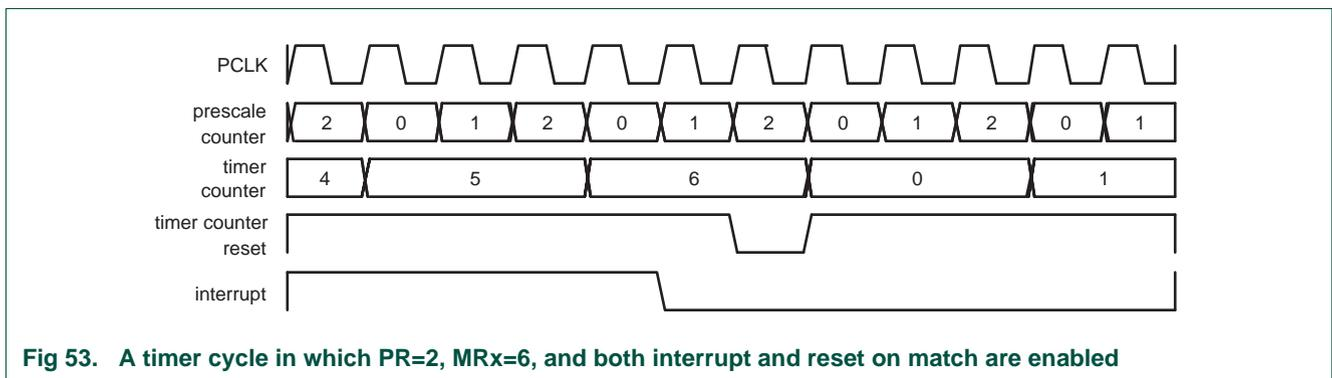 PCLK
prescale
counter
2 0 1 2 0 1 2 0 1 2 0 1
timer
counter
4 5 6 0 1
timer counter
reset
interrupt
Fig 53. A timer cycle in which PR=2, MRx=6, and both interrupt and reset on match are enabled